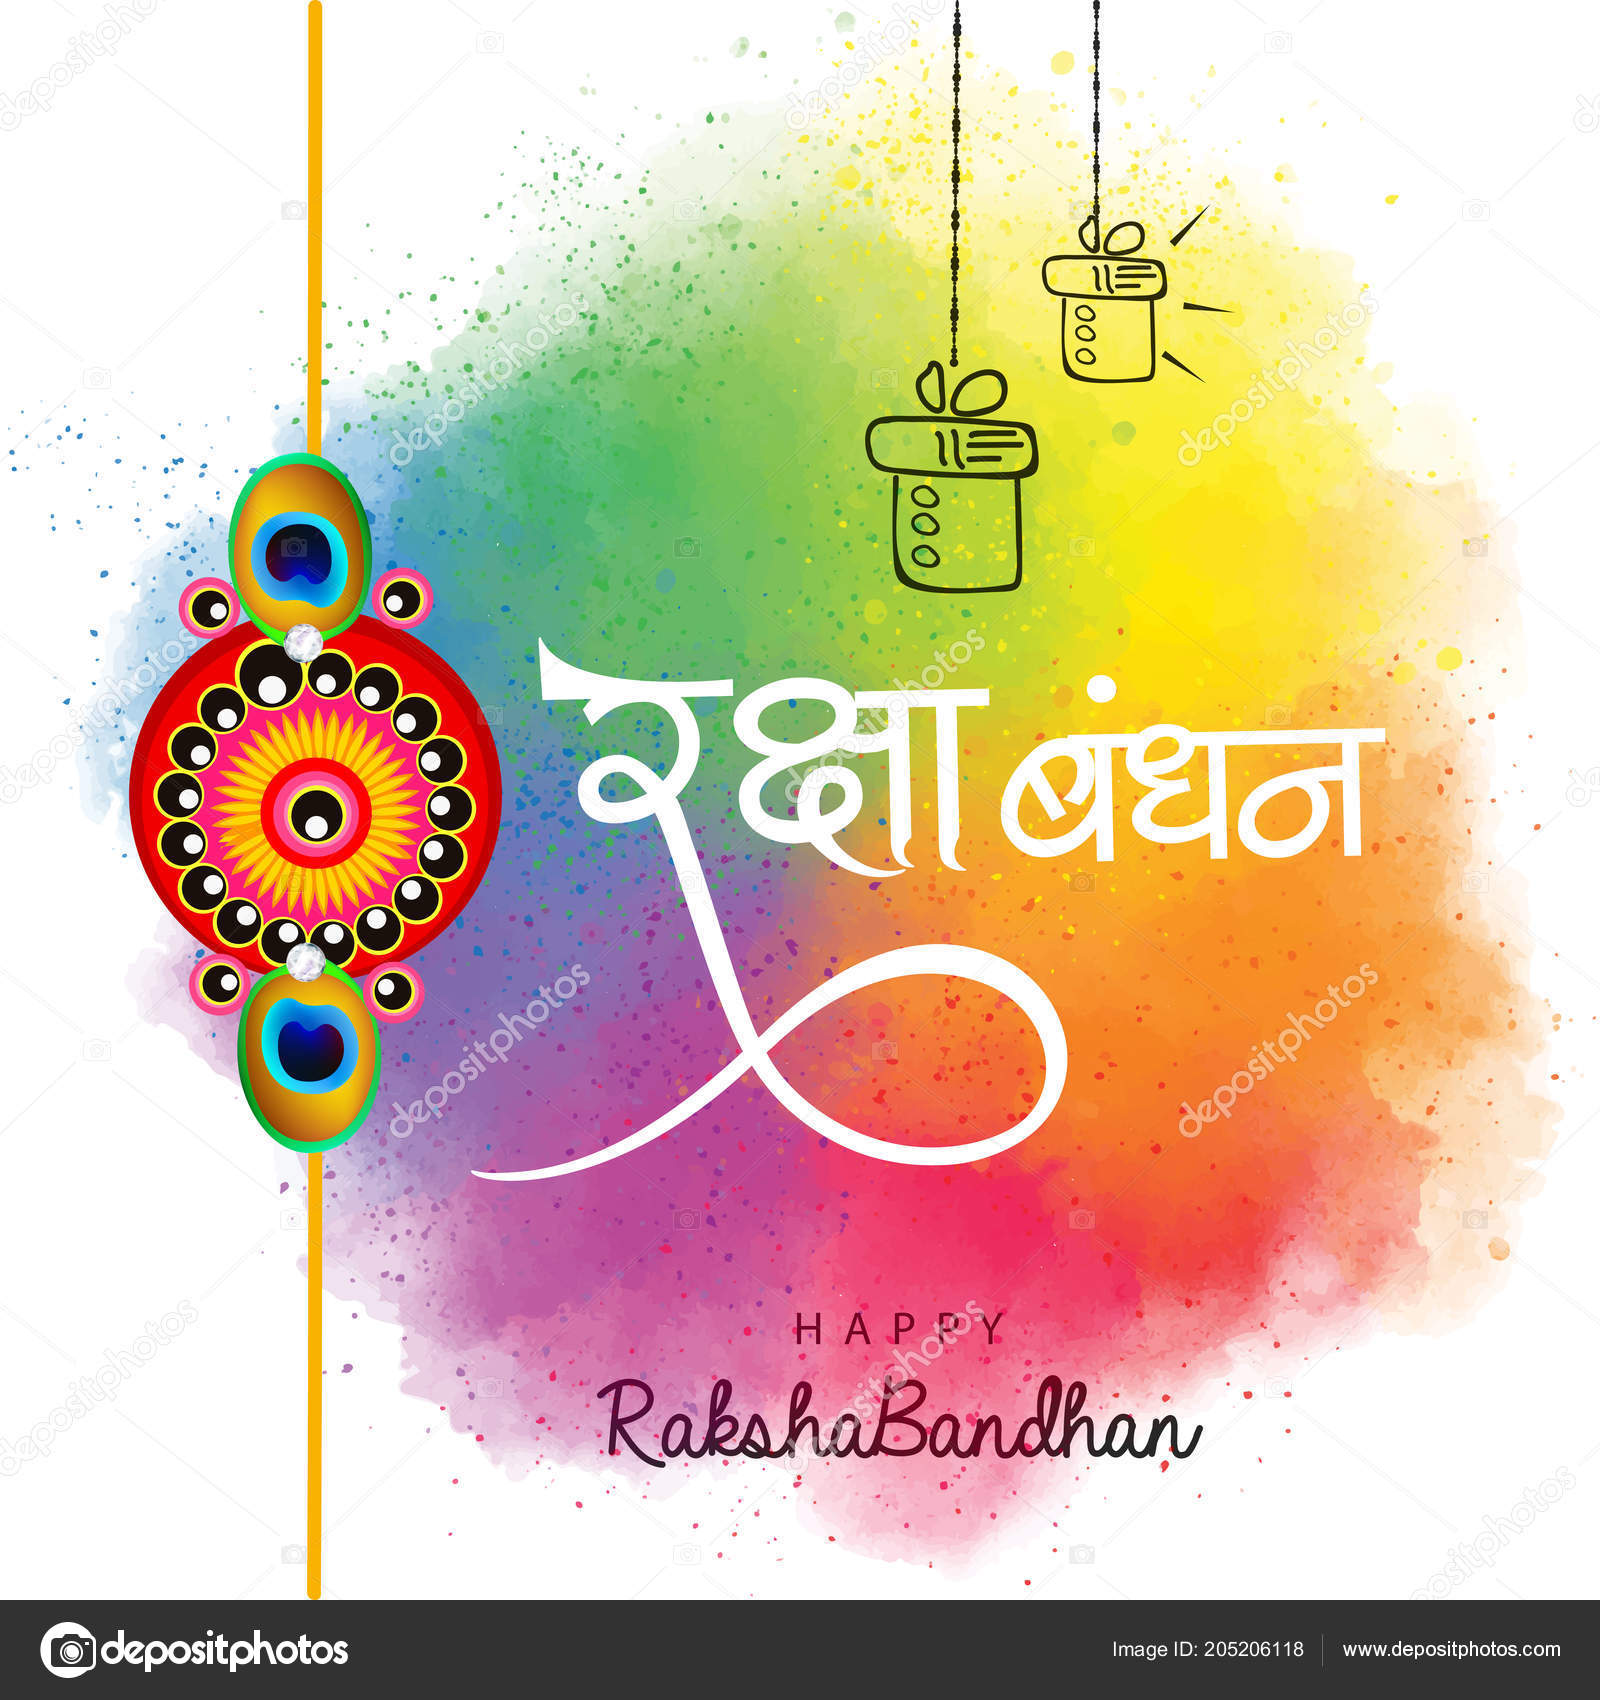 रक्षा बंधन
HAPPY
RakshaBandhan
depositphotos
Image ID: 205206118
www.depositphotos.com